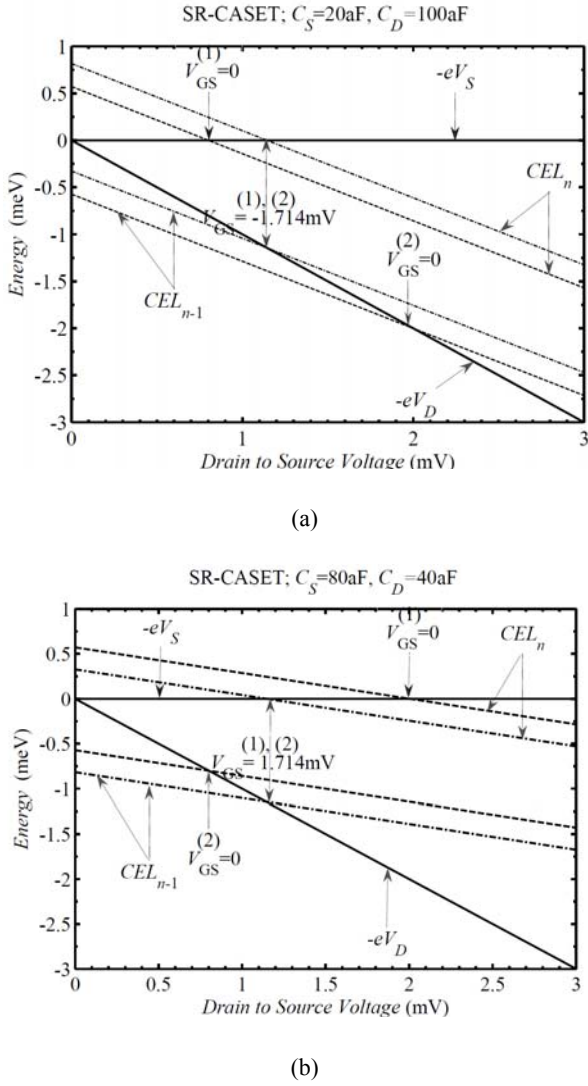 SR-CASET; C_S=20aF, C_D=100aF
1
0.5
0
-0.5
-1
-1.5
-2
-2.5
-3
Energy (meV)
(1)
V_GS=0
-eV_S
CEL_n
(1), (2)
V_GS= -1.714mV
(2)
V_GS=0
CEL_n-1
-eV_D
0
1
2
3
Drain to Source Voltage (mV)
(a)
SR-CASET; C_S=80aF, C_D=40aF
1
0.5
0
-0.5
-1
-1.5
-2
-2.5
-3
Energy (meV)
-eV_S
(1)
V_GS=0
CEL_n
(1), (2)
V_GS= 1.714mV
(2)
V_GS=0
CEL_n-1
-eV_D
0
0.5
1
1.5
2
2.5
3
Drain to Source Voltage (mV)
(b)